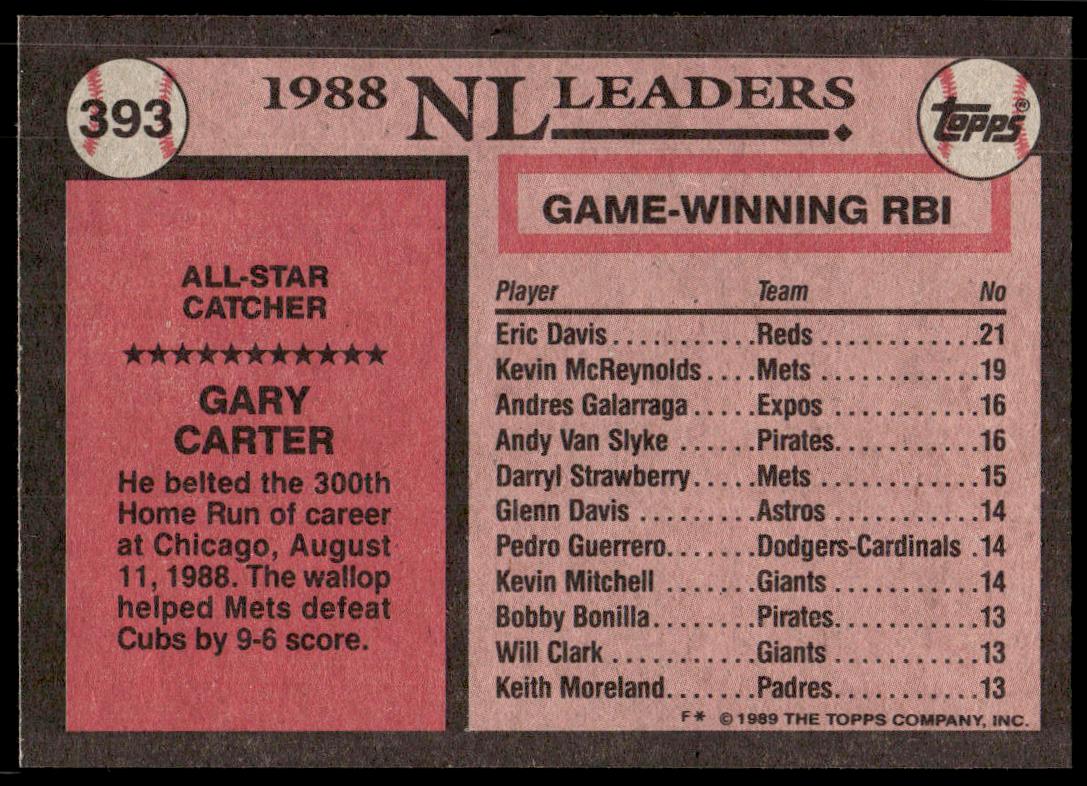 393
1988 NL LEADERS
TOPPS®
ALL-STAR
CATCHER
★★★★★★★★★★★
GARY
CARTER
He belted the 300th
Home Run of career
at Chicago, August
11, 1988. The wallop
helped Mets defeat
Cubs by 9-6 score.
GAME-WINNING RBI
Player Team No
Eric Davis..........Reds............21
Kevin McReynolds....Mets............19
Andres Galarraga.....Expos...........16
Andy Van Slyke......Pirates...........16
Darryl Strawberry.....Mets............15
Glenn Davis.........Astros...........14
Pedro Guerrero.......Dodgers-Cardinals.14
Kevin Mitchell.......Giants...........14
Bobby Bonilla........Pirates...........13
Will Clark...........Giants...........13
Keith Moreland.......Padres...........13
F* © 1989 THE TOPPS COMPANY, INC.